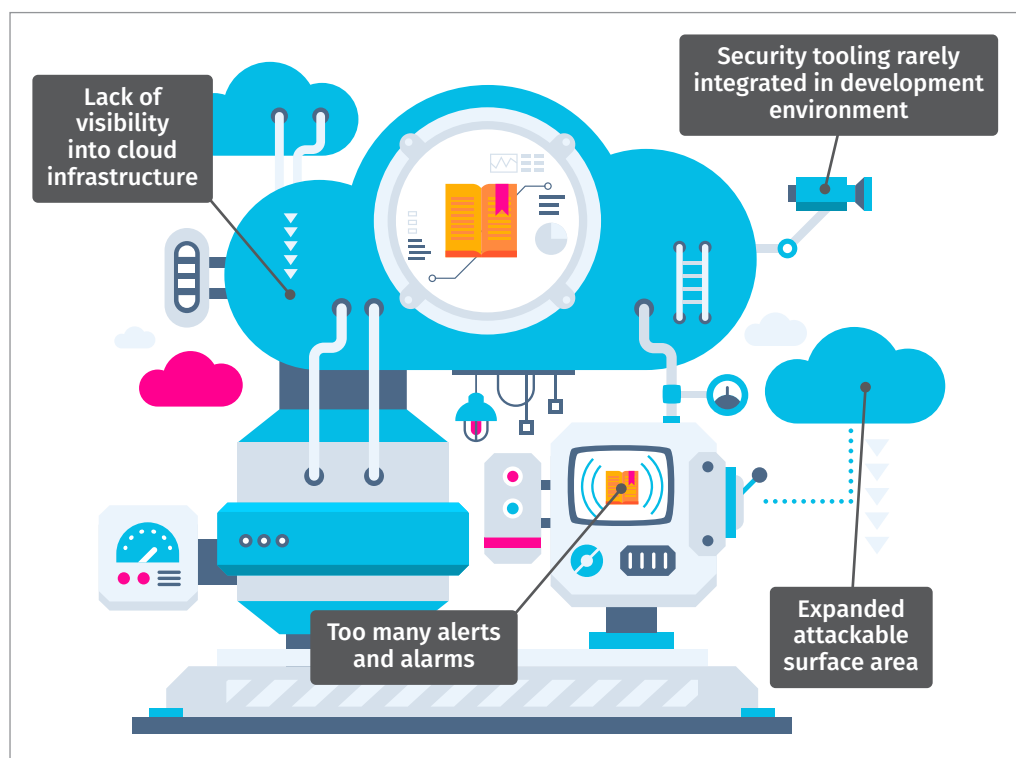 Lack of
visibility
into cloud
infrastructure
Security tooling rarely
integrated in development
environment
Too many alerts
and alarms
Expanded
attackable
surface area